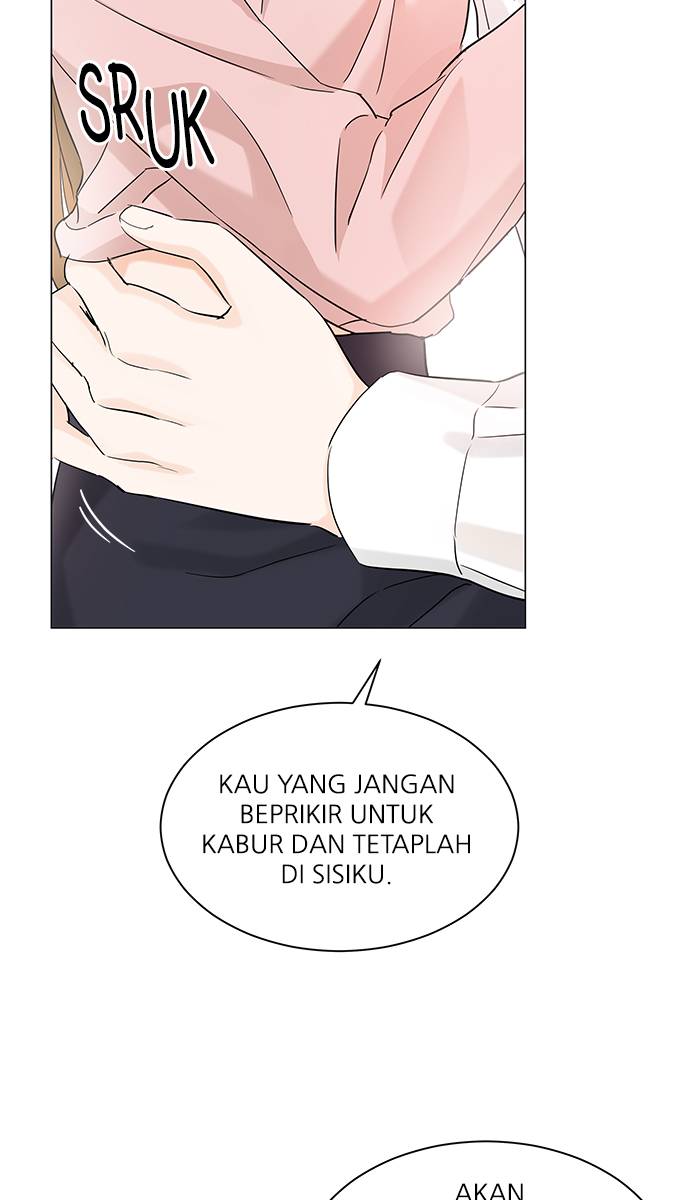 SRUK
KAU YANG JANGAN
BEPRIKIR UNTUK
KABUR DAN TETAPLAH
DI SISIKU.
AKAN